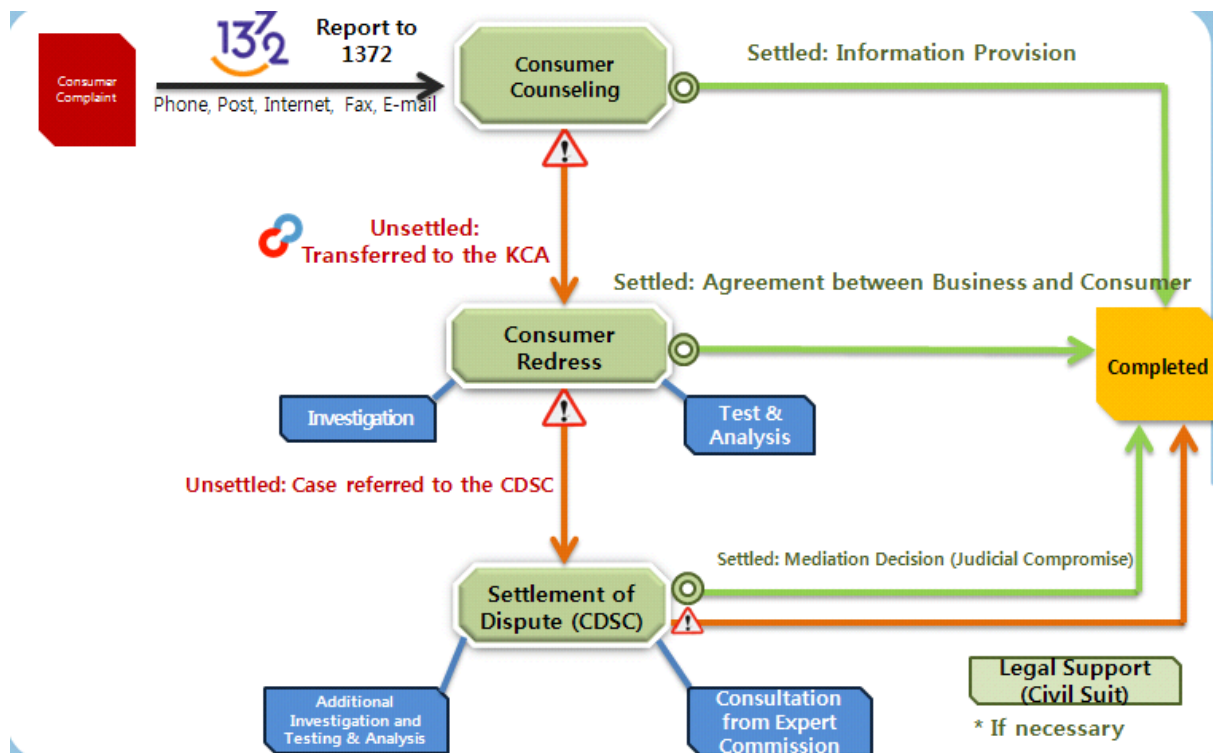 Consumer
Complaint
1372
Report to
1372
Phone, Post, Internet, Fax, E-mail
Consumer
Counseling
Settled: Information Provision
!
Unsettled:
Transferred to the KCA
Settled: Agreement between Business and Consumer
Consumer
Redress
Completed
Investigation
!
Test &
Analysis
Unsettled: Case referred to the CDSC
Settled: Mediation Decision (Judicial Compromise)
Settlement of
Dispute (CDSC)
!
Additional
Investigation and
Testing & Analysis
Consultation
from Expert
Commission
Legal Support
(Civil Suit)
* If necessary